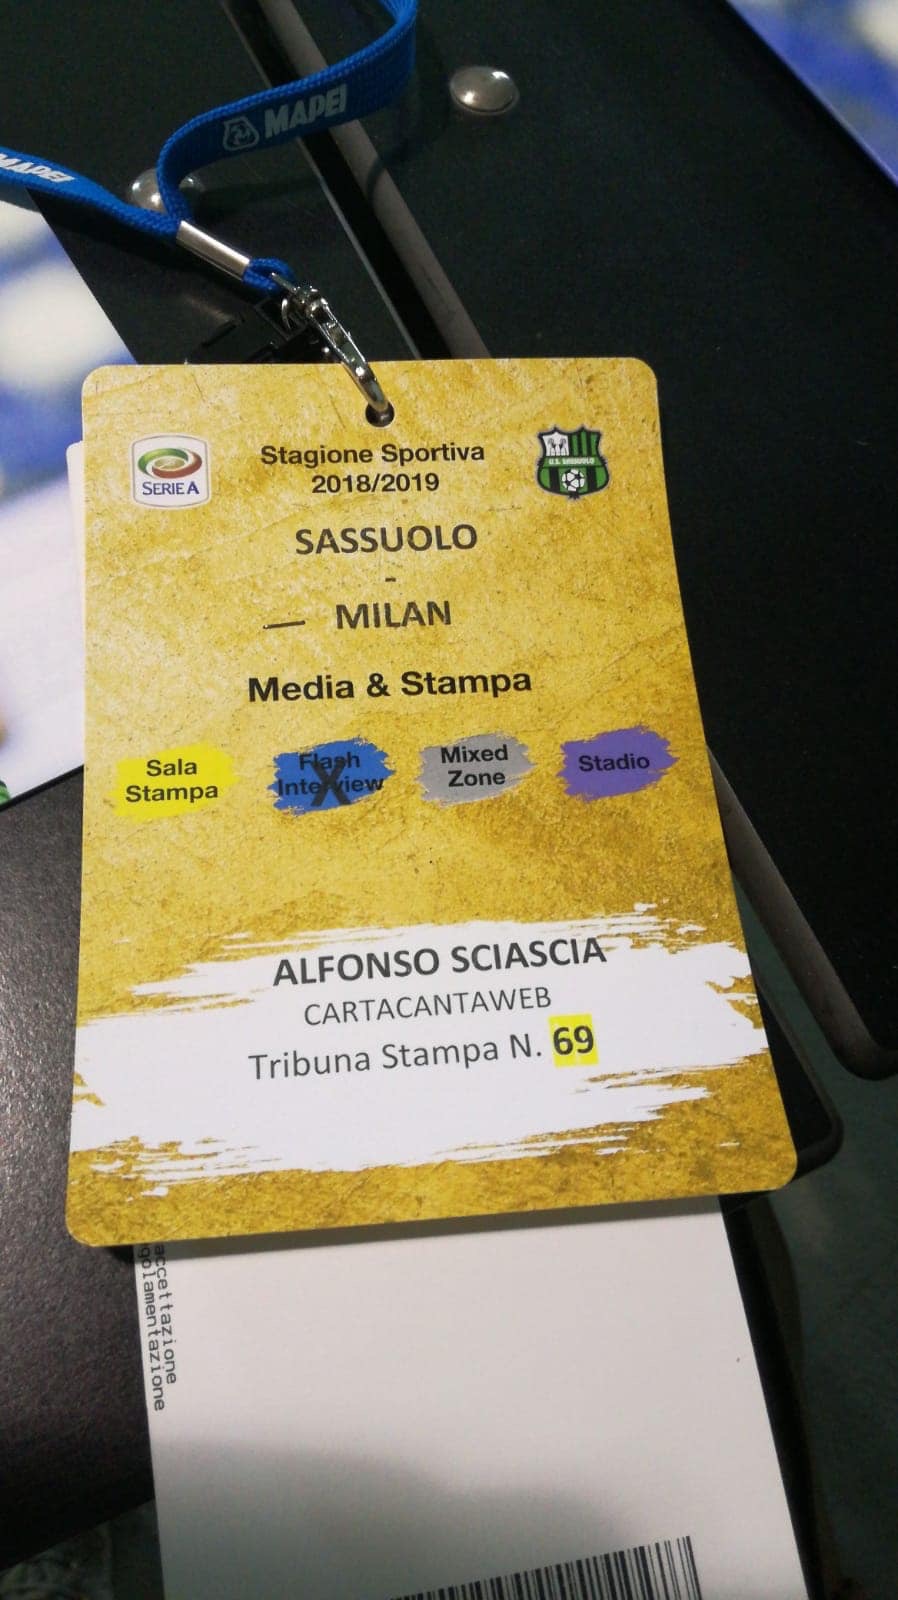 MAPEI
MAPEI
Stagione Sportiva
2018/2019
SERIE A
U.S. SASSUOLO
SASSUOLO
-
MILAN
Media & Stampa
Sala
Stampa
Flash
Interview
X
Mixed
Zone
Stadio
ALFONSO SCIASCIA
CARTACANTAWEB
Tribuna Stampa N. 69
accettazione
golamentazione